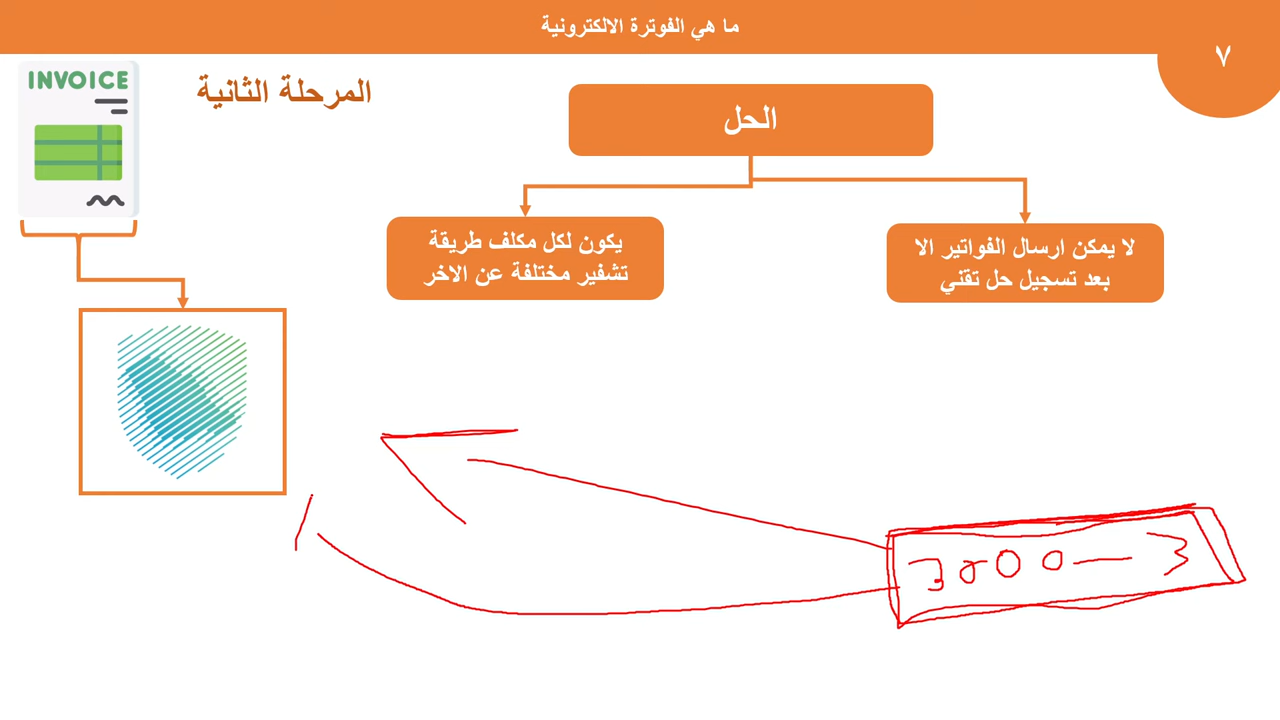 ما هي الفوترة الالكترونية
٧
INVOICE
المرحلة الثانية
الحل
لا يمكن ارسال الفواتير الا
بعد تسجيل حل تقني
يكون لكل مكلف طريقة
تشفير مختلفة عن الاخر
3000—3